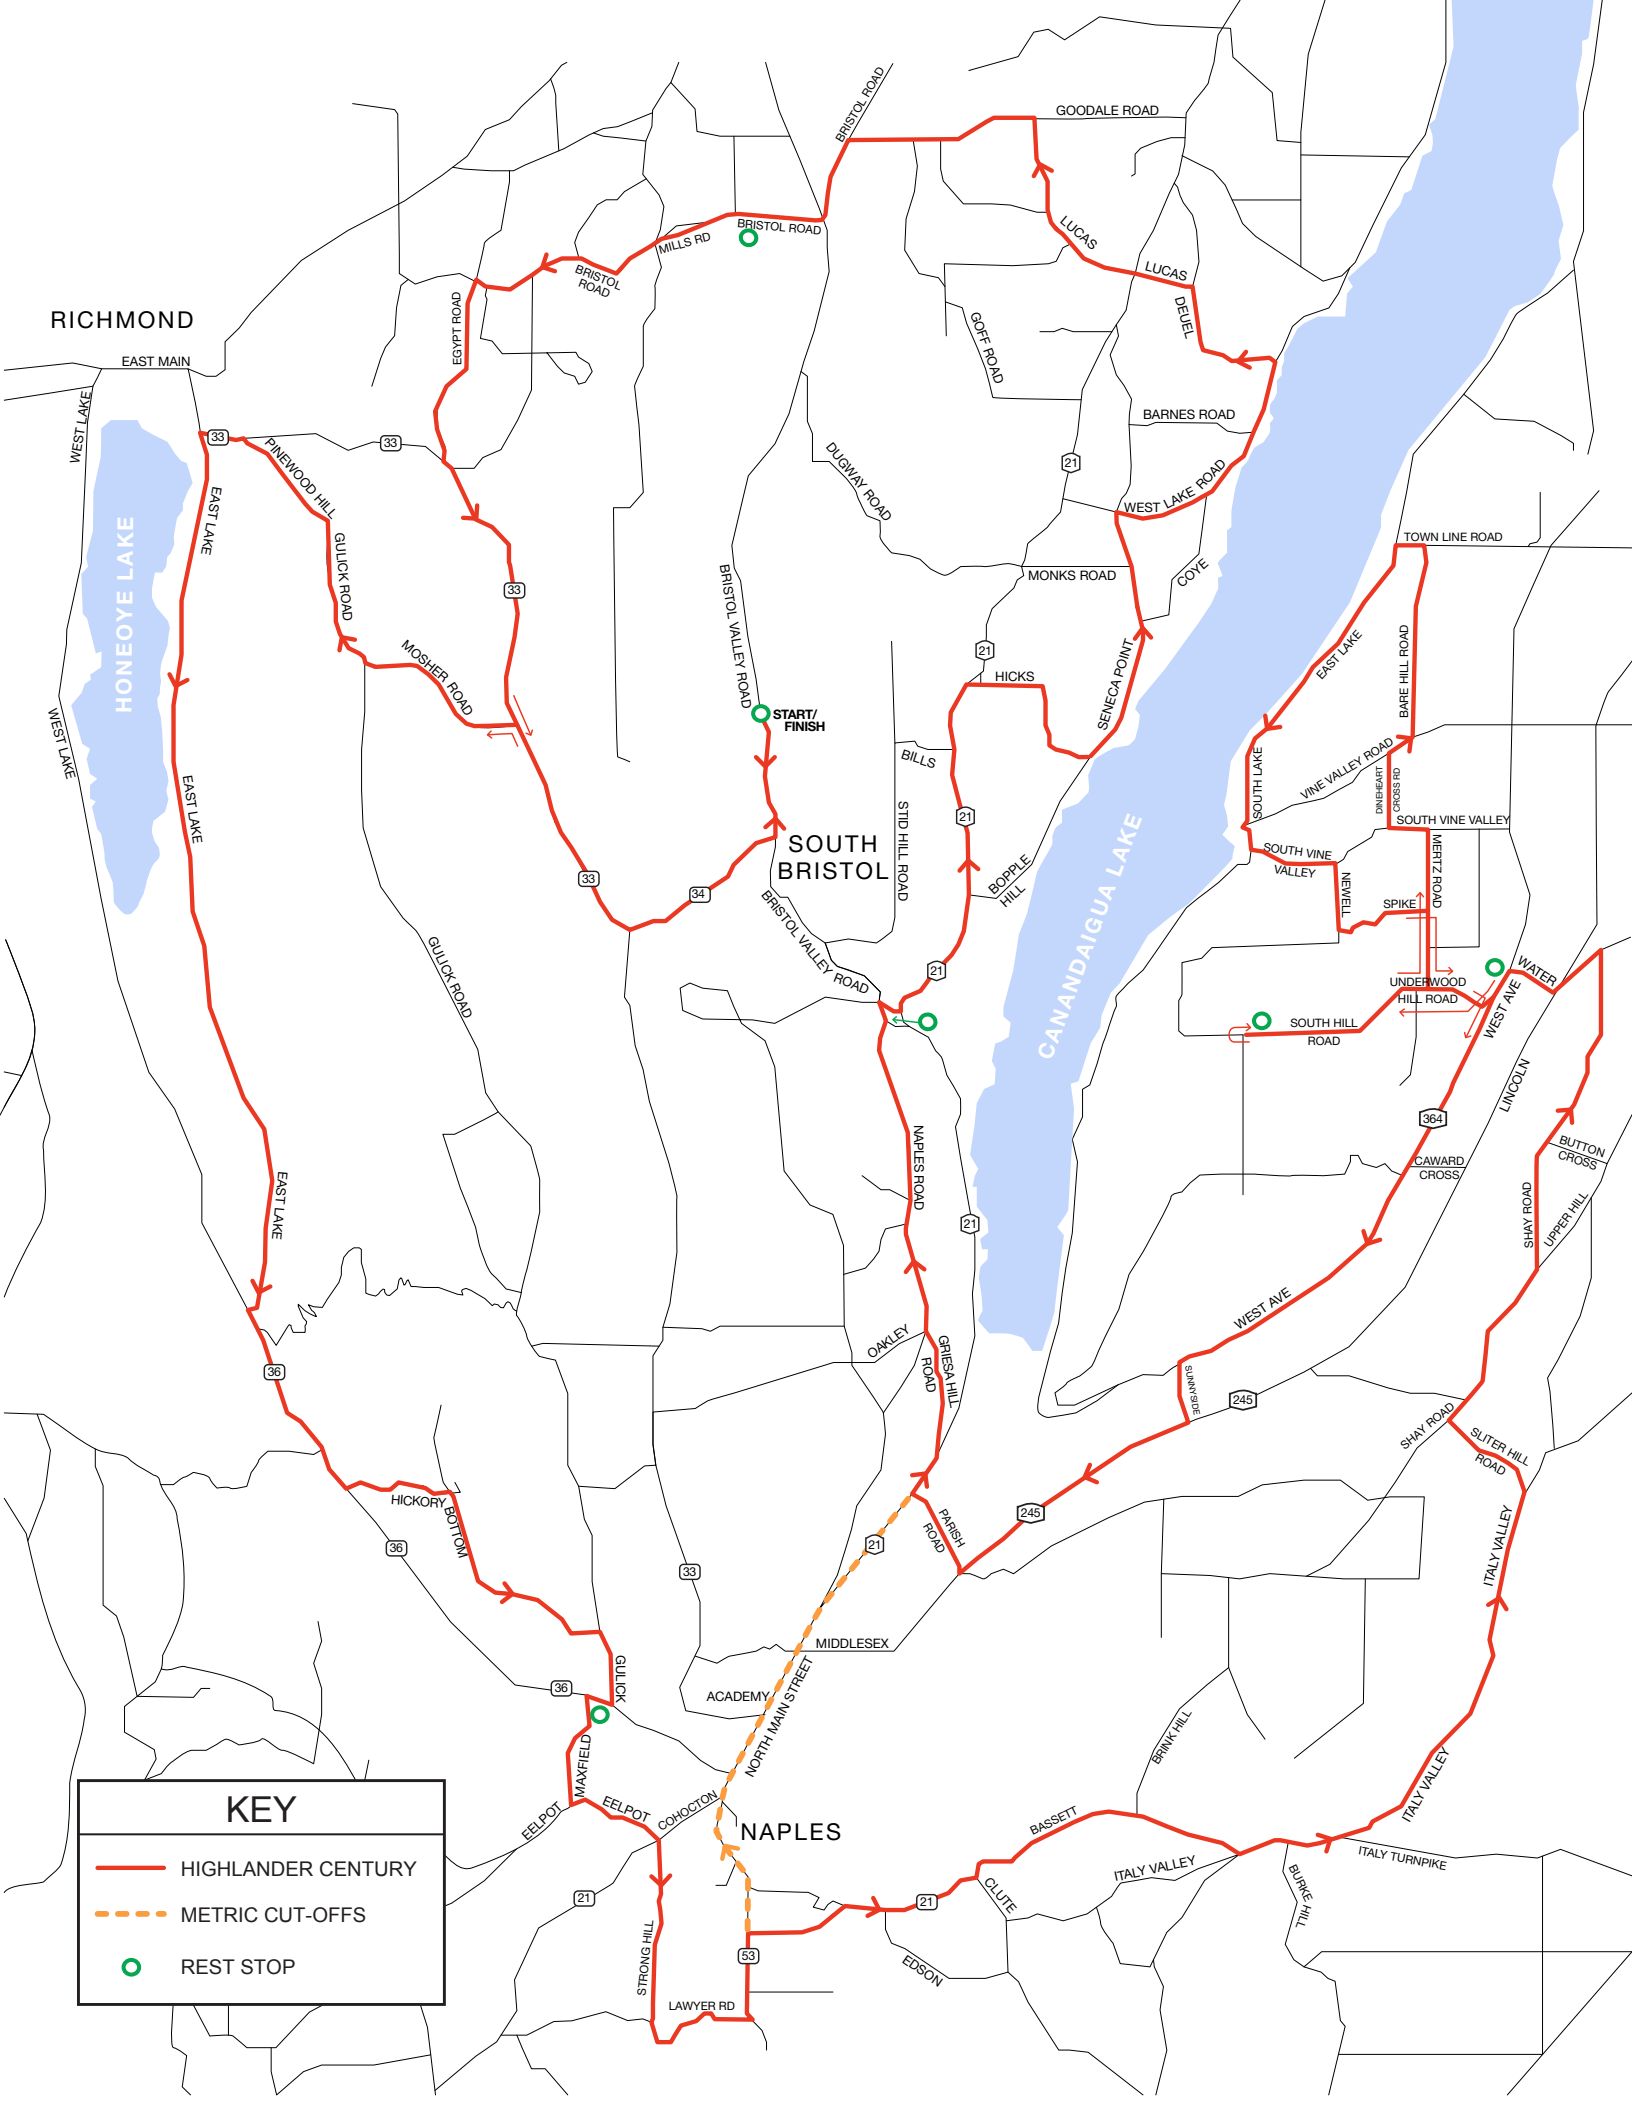 BRISTOL ROAD
GOODALE ROAD
LUCAS
BRISTOL ROAD
MILLS RD
BRISTOL
ROAD
LUCAS
DEUEL
EGYPT ROAD
RICHMOND
EAST MAIN
GOFF ROAD
WEST LAKE
BARNES ROAD
33
33
PINEWOOD HILL
DUGWAY ROAD
21
WEST LAKE ROAD
EAST LAKE
HONEOYE LAKE
GULICK ROAD
TOWN LINE ROAD
MONKS ROAD
COYE
33
BRISTOL VALLEY ROAD
MOSHER ROAD
21
EAST LAKE
BARE HILL ROAD
HICKS
SENECA POINT
WEST LAKE
START/
FINISH
BILLS
SOUTH LAKE
VINE VALLEY ROAD
DINEHEART
CROSS RD
EAST LAKE
21
SOUTH VINE VALLEY
SOUTH
BRISTOL
STID HILL ROAD
CANANDAIGUA LAKE
SOUTH VINE
VALLEY
MERTZ ROAD
BOPPLE
HILL
33
34
NEWELL
SPIKE
BRISTOL VALLEY ROAD
GULICK ROAD
21
WATER
UNDERWOOD
HILL ROAD
WEST AVE
SOUTH HILL
ROAD
LINCOLN
364
NAPLES ROAD
BUTTON
CROSS
CAWARD
CROSS
EAST LAKE
21
SHAY ROAD
UPPER HILL
WEST AVE
OAKLEY
GRIESA HILL
ROAD
36
SUNNYSIDE
245
SHAY ROAD
SLITER HILL
ROAD
HICKORY
BOTTOM
245
PARISH
ROAD
36
21
ITALY VALLEY
33
MIDDLESEX
GULICK
36
ACADEMY
NORTH MAIN STREET
BRINK HILL
MAXFIELD
ITALY VALLEY
EELPOT
EELPOT
COHOCTON
NAPLES
BASSETT
ITALY TURNPIKE
ITALY VALLEY
CLUTE
BURKE HILL
21
21
STRONG HILL
53
EDSON
LAWYER RD
KEY
HIGHLANDER CENTURY
METRIC CUT-OFFS
REST STOP